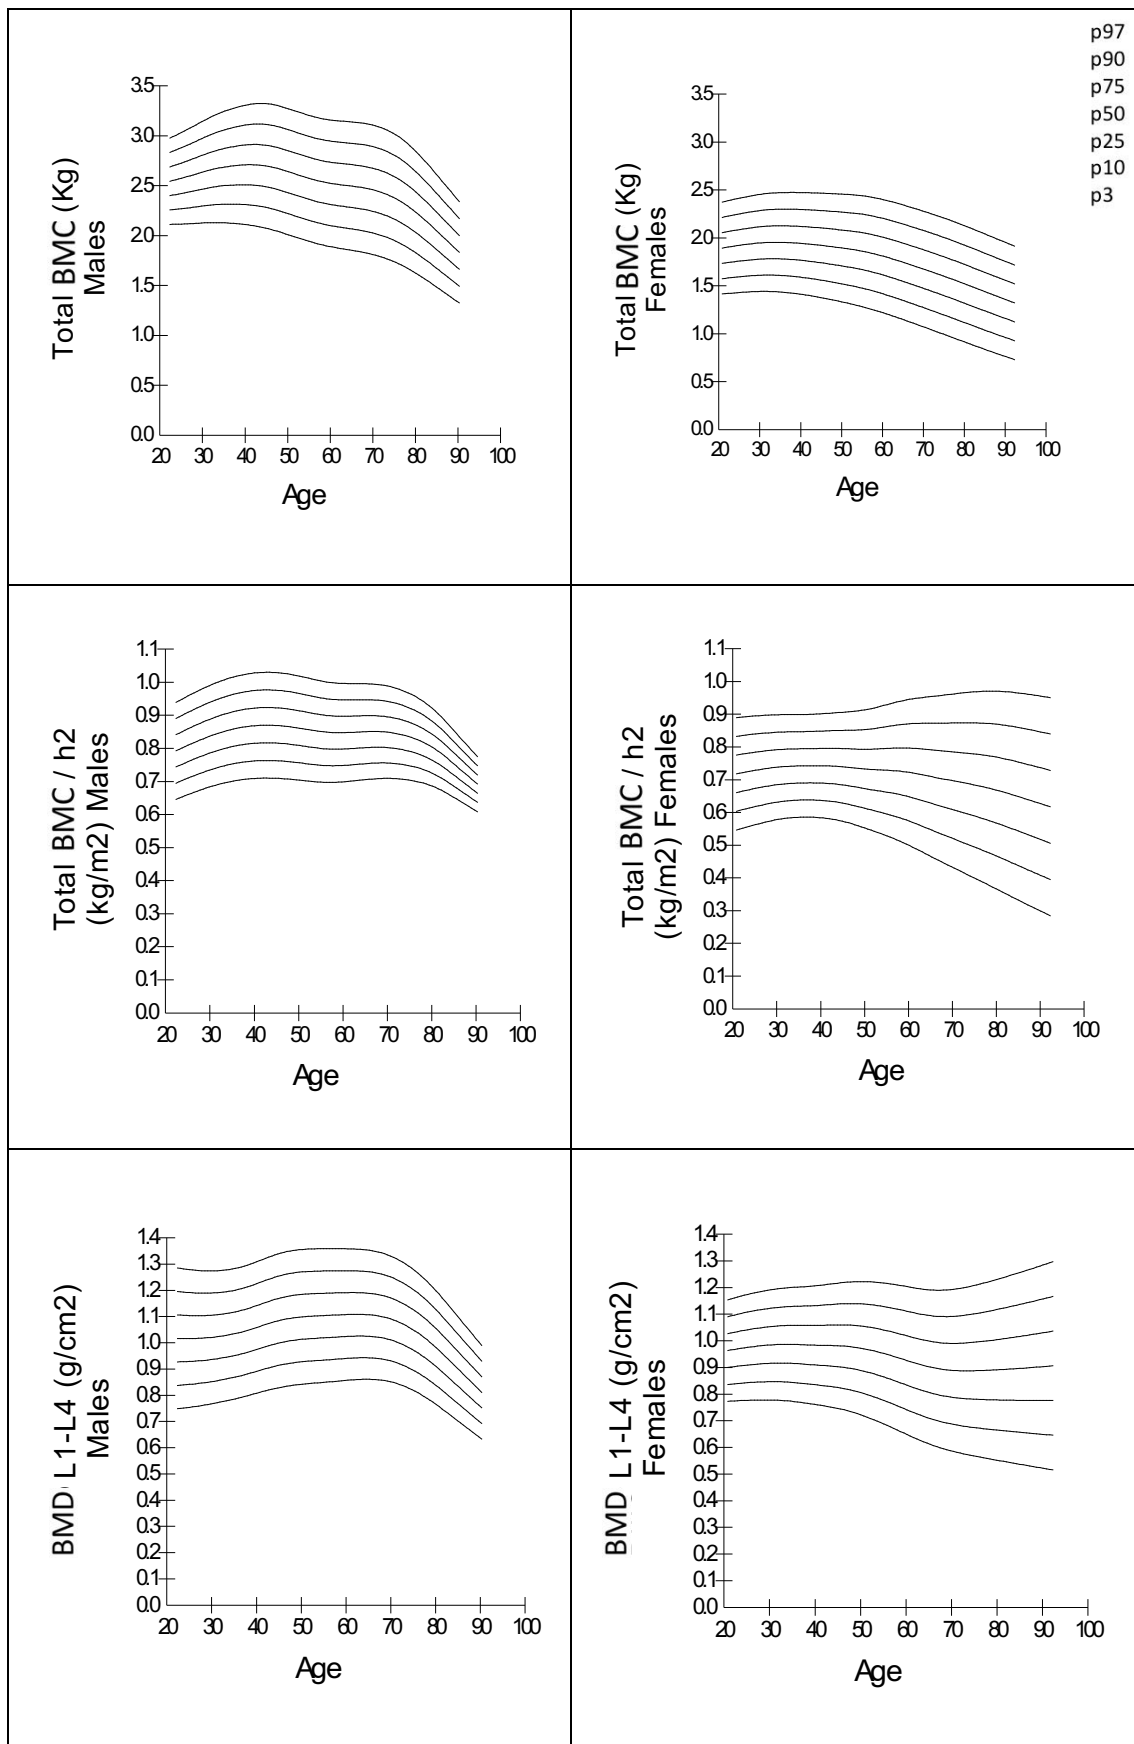 p97
p90
p75
p50
p25
p10
p3
Total BMC (Kg)
Males
3.5
3.0
2.5
2.0
1.5
1.0
0.5
0.0
20 30 40 50 60 70 80 90 100
Age
Total BMC (Kg)
Females
3.5
3.0
2.5
2.0
1.5
1.0
0.5
0.0
20 30 40 50 60 70 80 90 100
Age
Total BMC / h2
(kg/m2) Males
1.1
1.0
0.9
0.8
0.7
0.6
0.5
0.4
0.3
0.2
0.1
0.0
20 30 40 50 60 70 80 90 100
Age
Total BMC / h2
(kg/m2) Females
1.1
1.0
0.9
0.8
0.7
0.6
0.5
0.4
0.3
0.2
0.1
0.0
20 30 40 50 60 70 80 90 100
Age
BMD L1-L4 (g/cm2)
Males
1.4
1.3
1.2
1.1
1.0
0.9
0.8
0.7
0.6
0.5
0.4
0.3
0.2
0.1
0.0
20 30 40 50 60 70 80 90 100
Age
BMD L1-L4 (g/cm2)
Females
1.4
1.3
1.2
1.1
1.0
0.9
0.8
0.7
0.6
0.5
0.4
0.3
0.2
0.1
0.0
20 30 40 50 60 70 80 90 100
Age